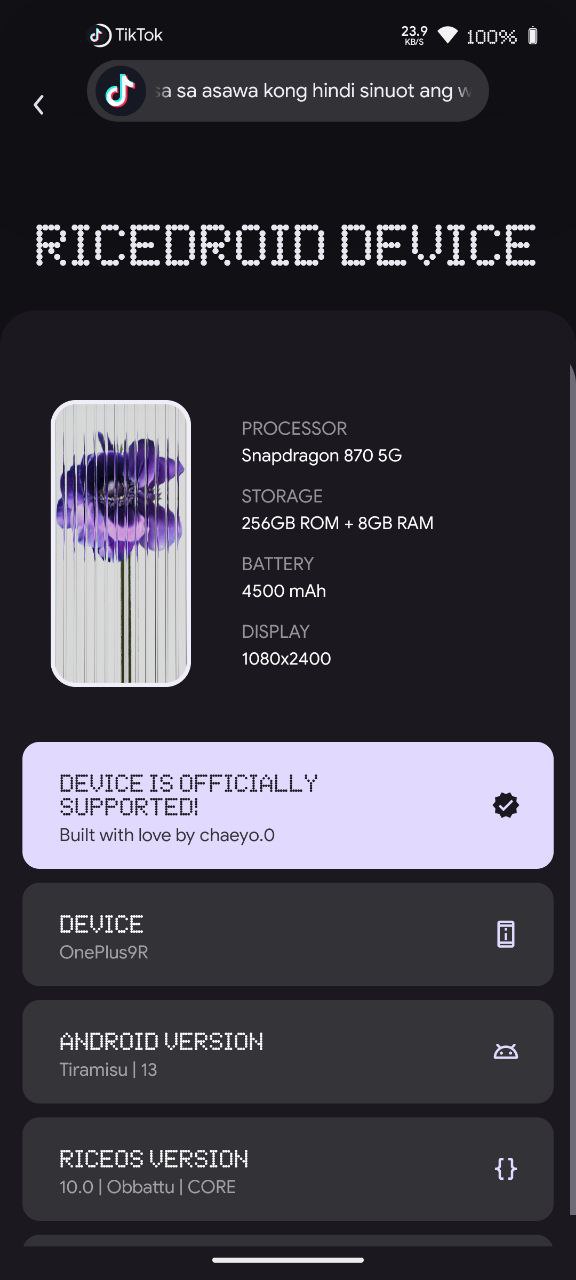 TikTok
23.9
KB/S
100%
sa sa asawa kong hindi sinuot ang
RICEDROID DEVICE
PROCESSOR
Snapdragon 870 5G
STORAGE
256GB ROM + 8GB RAM
BATTERY
4500 mAh
DISPLAY
1080x2400
DEVICE IS OFFICIALLY
SUPPORTED!
Built with love by chaeyo.0
DEVICE
OnePlus9R
ANDROID VERSION
Tiramisu | 13
RICEOS VERSION
10.0 | Obbattu | CORE